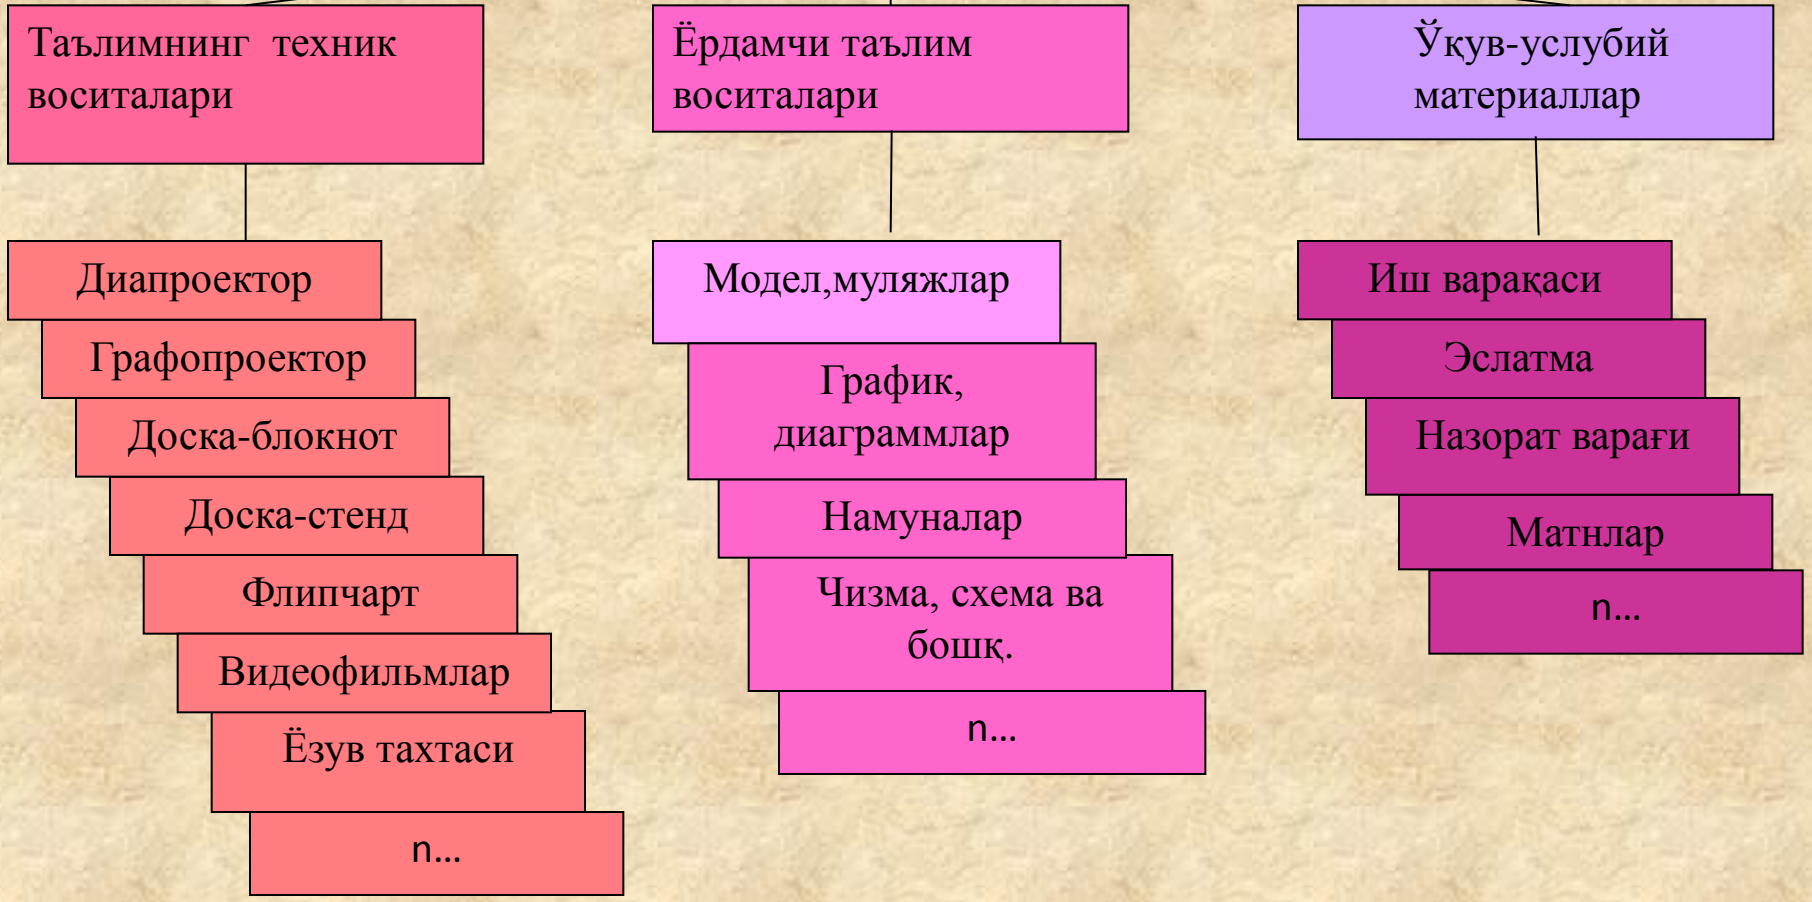 Таълимнинг техник
воситалари
Диапроектор
Графопроектор
Доска-блокнот
Доска-стенд
Флипчарт
Видеофильмлар
Ёзув тахтаси
n...
Ёрдамчи таълим
воситалари
Модел,муляжлар
График,
диаграммлар
Намуналар
Чизма, схема ва
бошқ.
n...
Ўқув-услубий
материаллар
Иш варақаси
Эслатма
Назорат варағи
Матнлар
n...